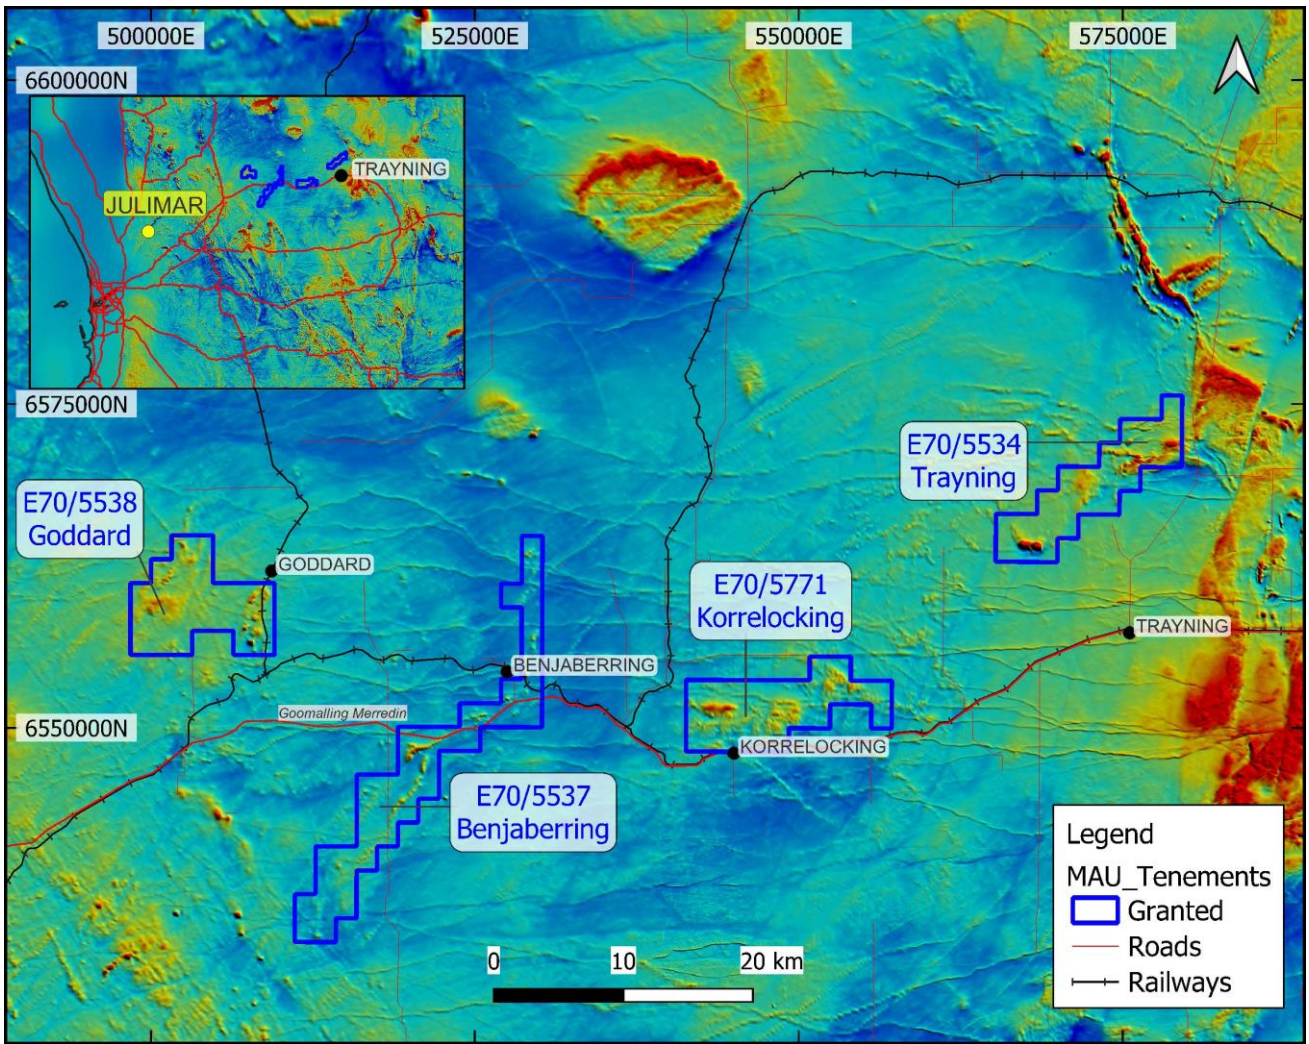 500000E
525000E
550000E
575000E
6600000N
TRAYNING
JULIMAR
6575000N
E70/5534
Trayning
E70/5538
Goddard
GODDARD
E70/5771
Korrelocking
TRAYNING
BENJABERRING
6550000N
Goomalling Merredin
KORRELOCKING
E70/5537
Benjaberring
Legend
MAU_Tenements
Granted
Roads
Railways
0 10 20 km